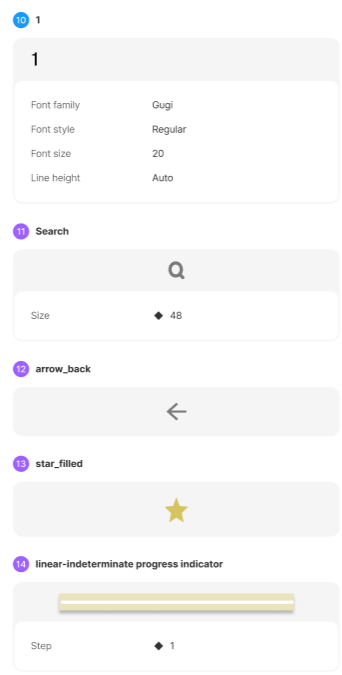 10 1
1
Font family Gugi
Font style Regular
Font size 20
Line height Auto
11 Search
Size 48
12 arrow_back
13 star_filled
14 linear-indeterminate progress indicator
Step 1